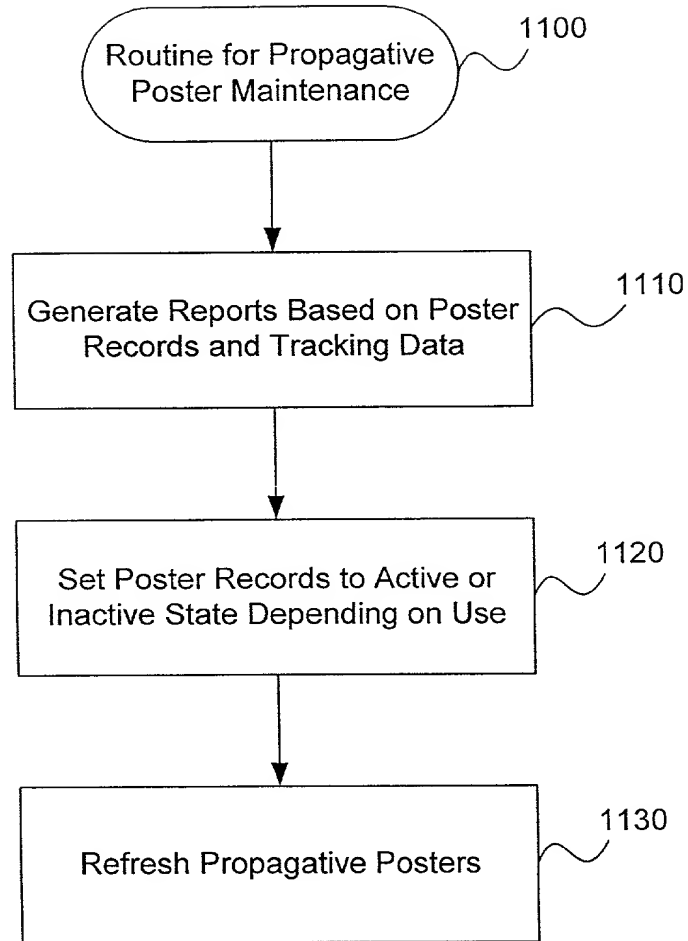 1100
Routine for Propagative
Poster Maintenance
1110
Generate Reports Based on Poster
Records and Tracking Data
1120
Set Poster Records to Active or
Inactive State Depending on Use
1130
Refresh Propagative Posters